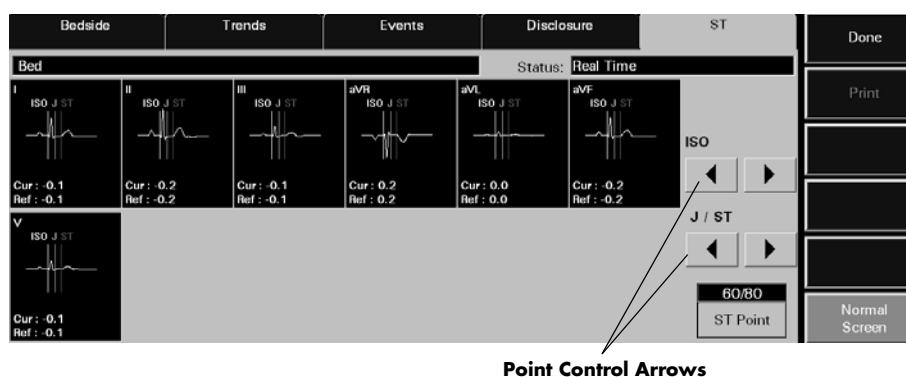 Bedside Trends Events Disclosure ST
Done
Bed Status: Real Time
Print
I II III aVR aVL aVF
ISO J ST ISO J ST ISO J ST ISO J ST ISO J ST ISO J ST
ISO
Cur : -0.1 Cur : -0.2 Cur : -0.1 Cur : 0.2 Cur : 0.0 Cur : -0.2
Ref : -0.1 Ref : -0.2 Ref : -0.1 Ref : 0.2 Ref : 0.0 Ref : -0.2
J / ST
V
ISO J ST
60/80
ST Point
Cur : -0.1
Ref : -0.1
Normal
Screen
Point Control Arrows